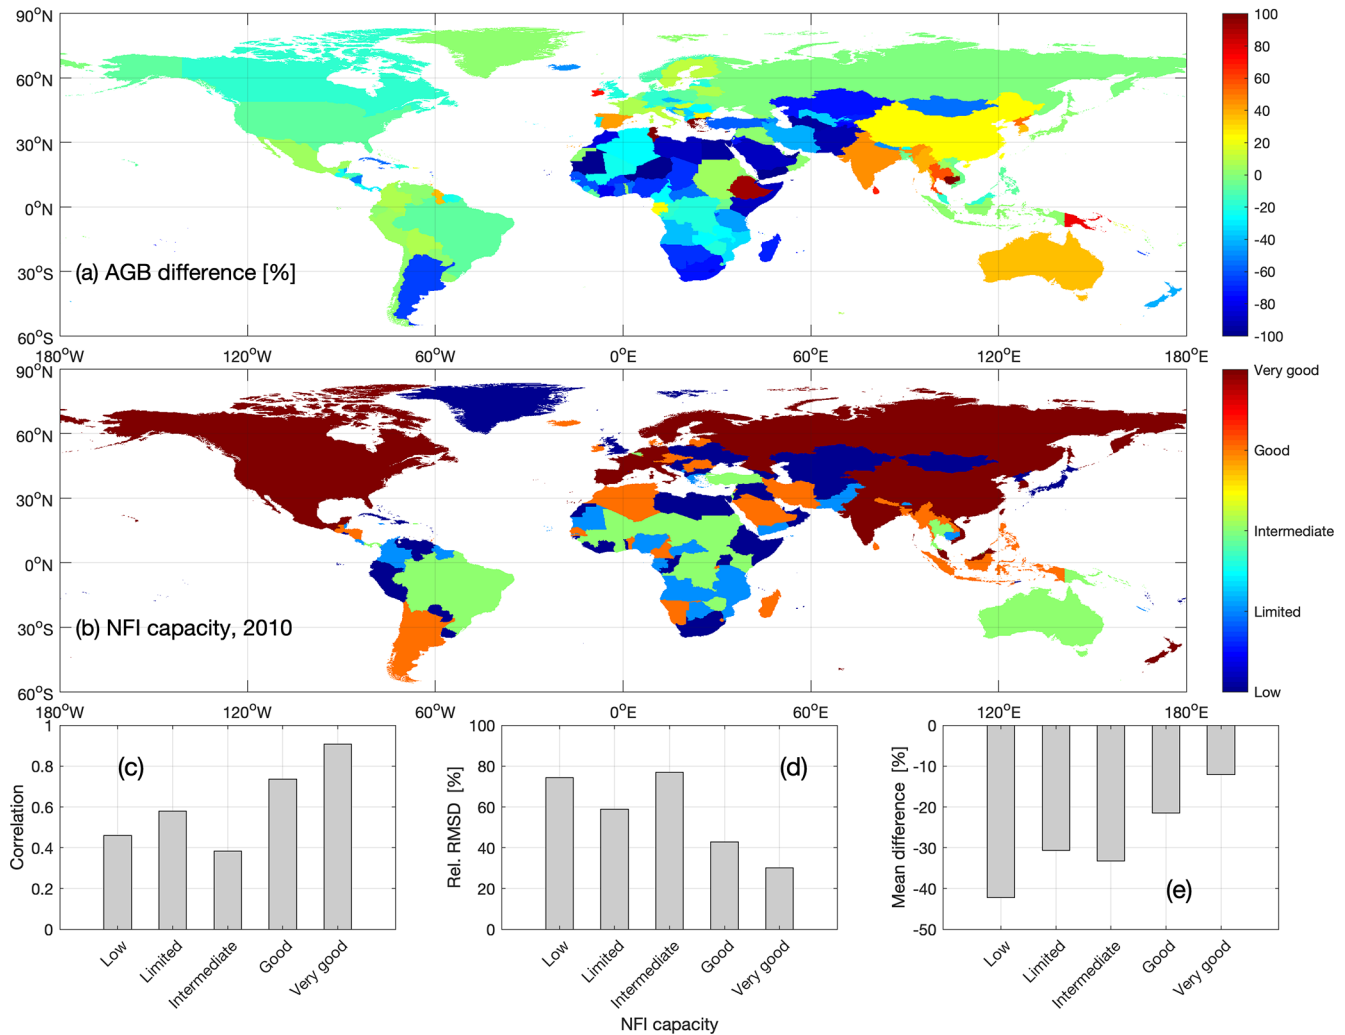 90°N
60°N
30°N
0°N
30°S
60°S
(a) AGB difference [%]
180°W 120°W 60°W 0°E 60°E 120°E 180°E
100
80
60
40
20
0
-20
-40
-60
-80
-100
90°N
60°N
30°N
0°N
30°S
60°S
(b) NFI capacity, 2010
180°W 120°W 60°W 0°E 60°E 120°E 180°E
Very good
Good
Intermediate
Limited
Low
Correlation
1
0.8
0.6
0.4
0.2
0
(c)
Low Limited Intermediate Good Very good
Rel. RMSD [%]
100
80
60
40
20
0
(d)
Low Limited Intermediate Good Very good
NFI capacity
Mean difference [%]
0
-10
-20
-30
-40
-50
(e)
Low Limited Intermediate Good Very good